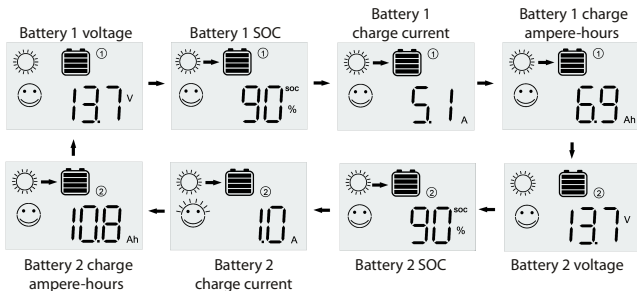 Battery 1 voltage
Battery 1 SOC
Battery 1
charge current
Battery 1 charge
ampere-hours
①
13.7 V
①
90 soc
%
①
5.1 A
①
6.9 Ah
②
10.8 Ah
②
1.0 A
②
90 soc
%
②
13.7 V
Battery 2 charge
ampere-hours
Battery 2
charge current
Battery 2 SOC
Battery 2 voltage